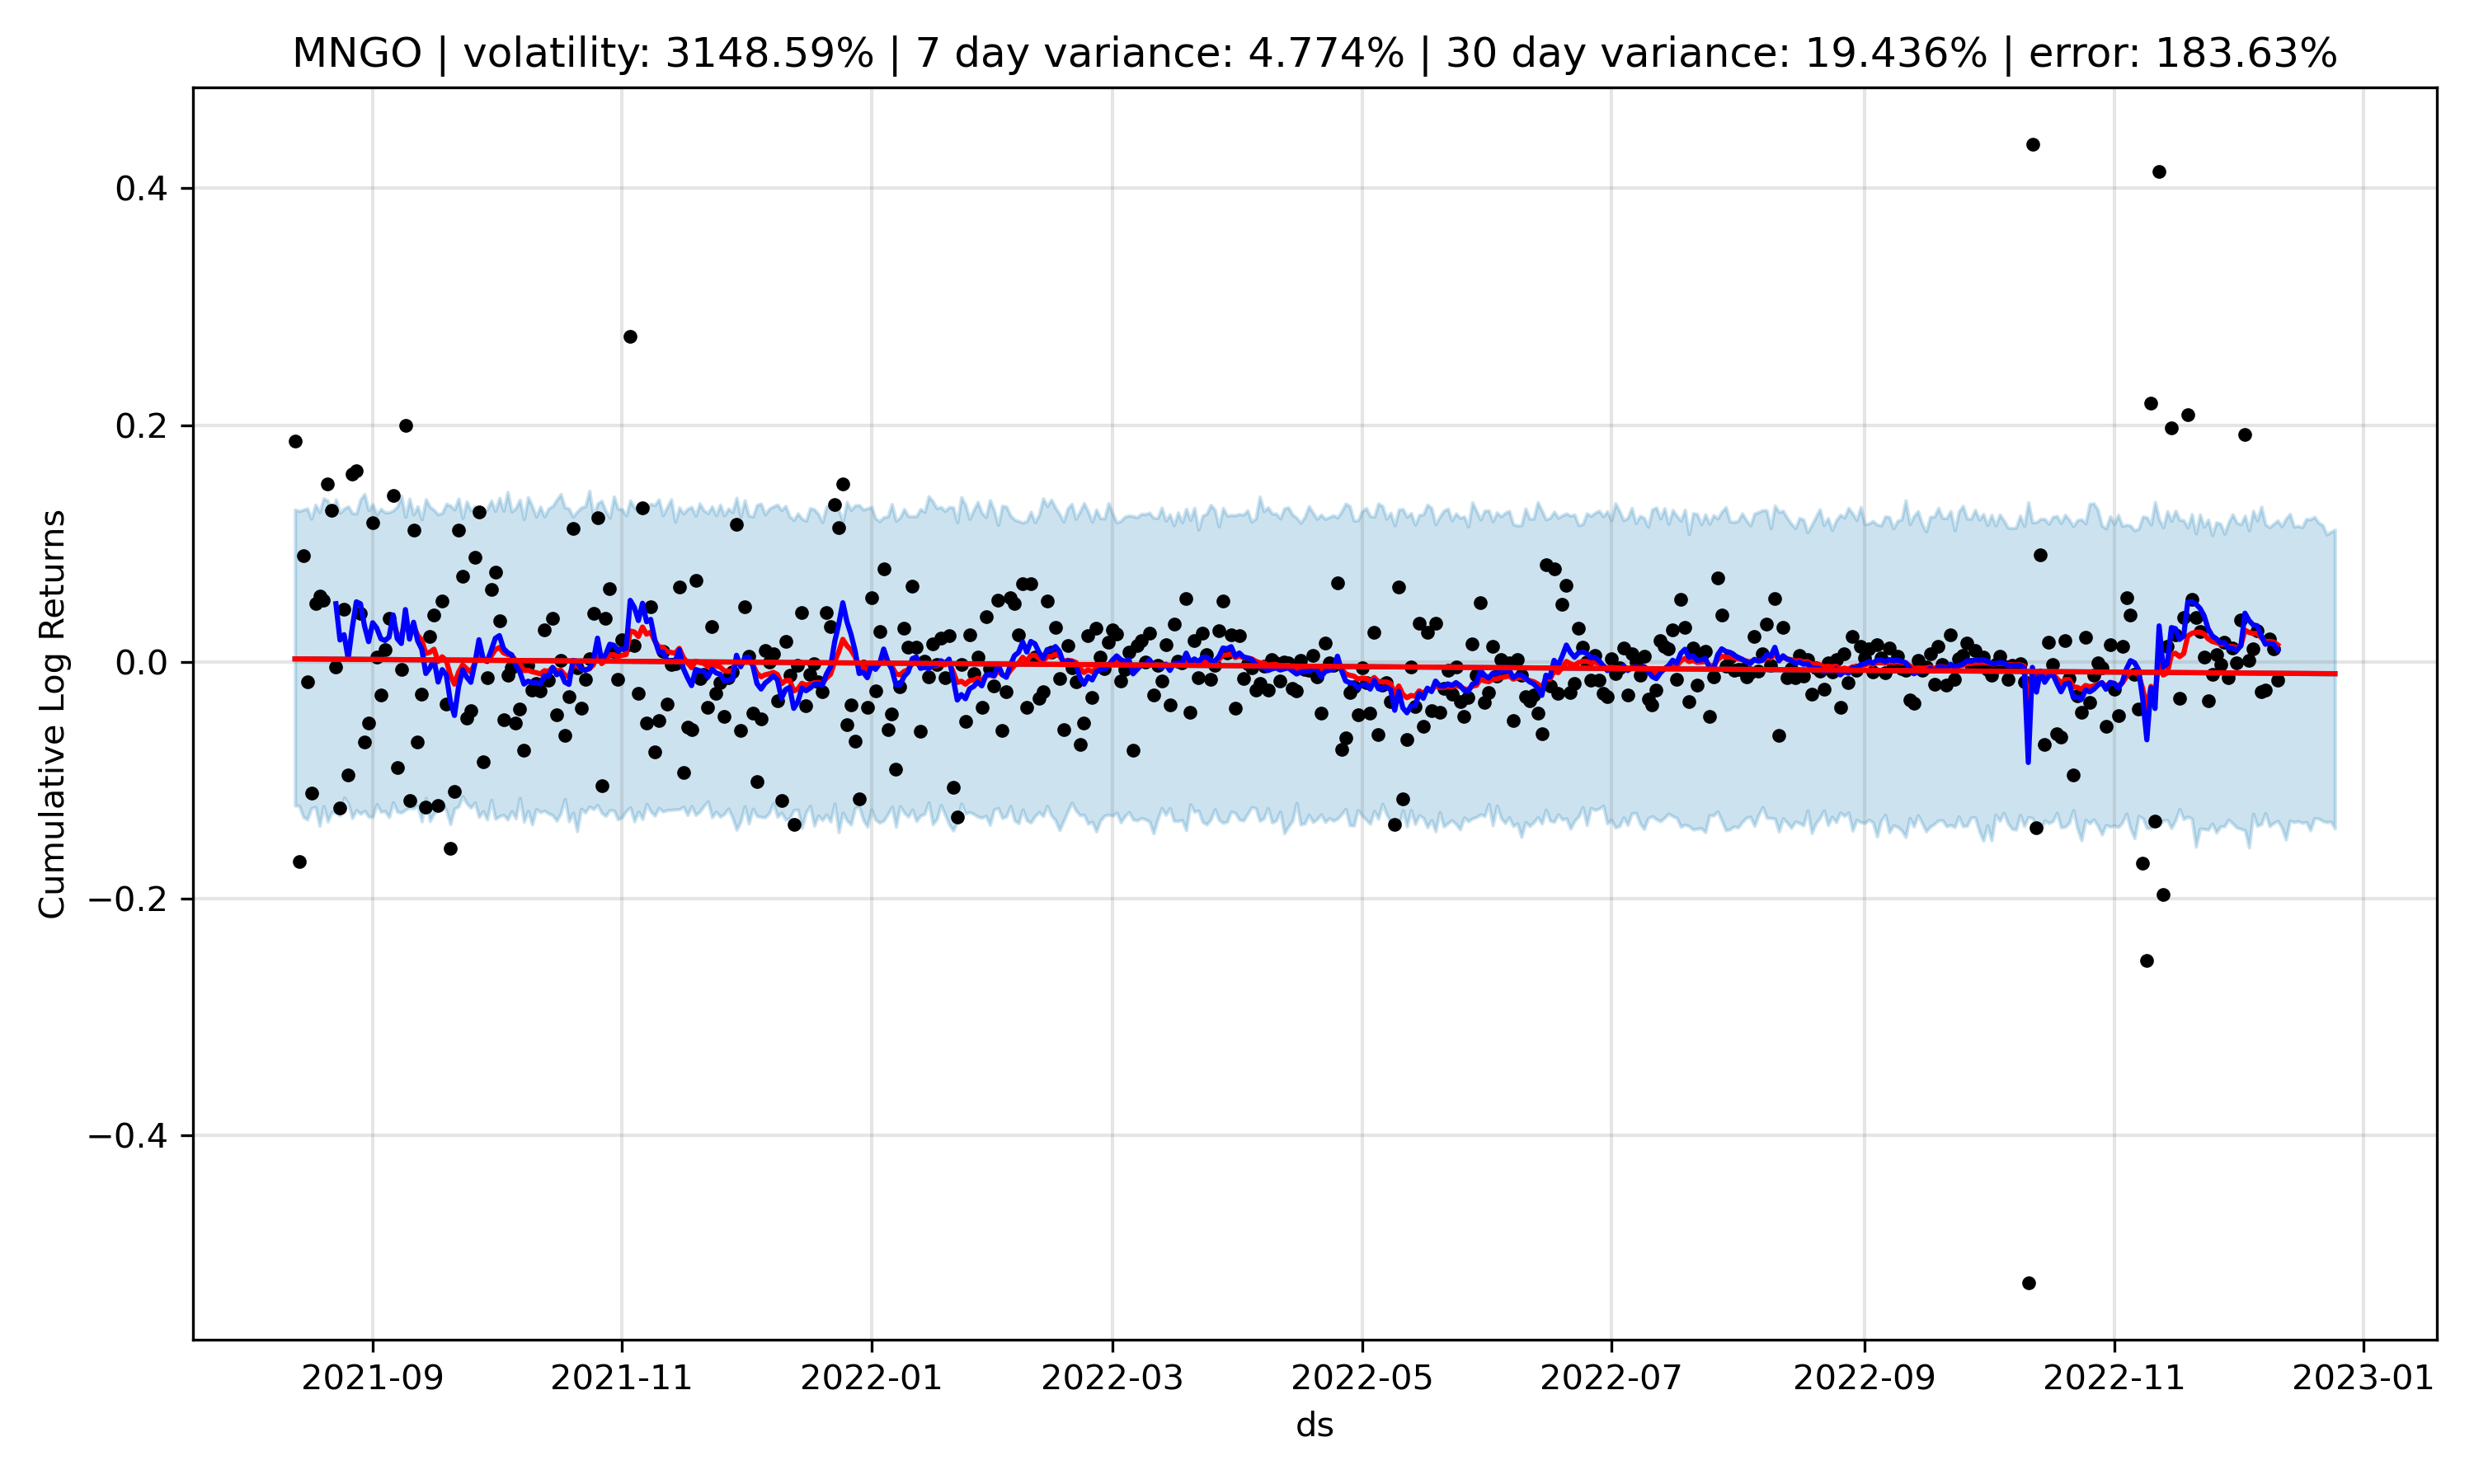 MNGO | volatility: 3148.59% | 7 day variance: 4.774% | 30 day variance: 19.436% | error: 183.63%
Cumulative Log Returns
0.4
0.2
0.0
−0.2
−0.4
2021-09 2021-11 2022-01 2022-03 2022-05 2022-07 2022-09 2022-11 2023-01
ds